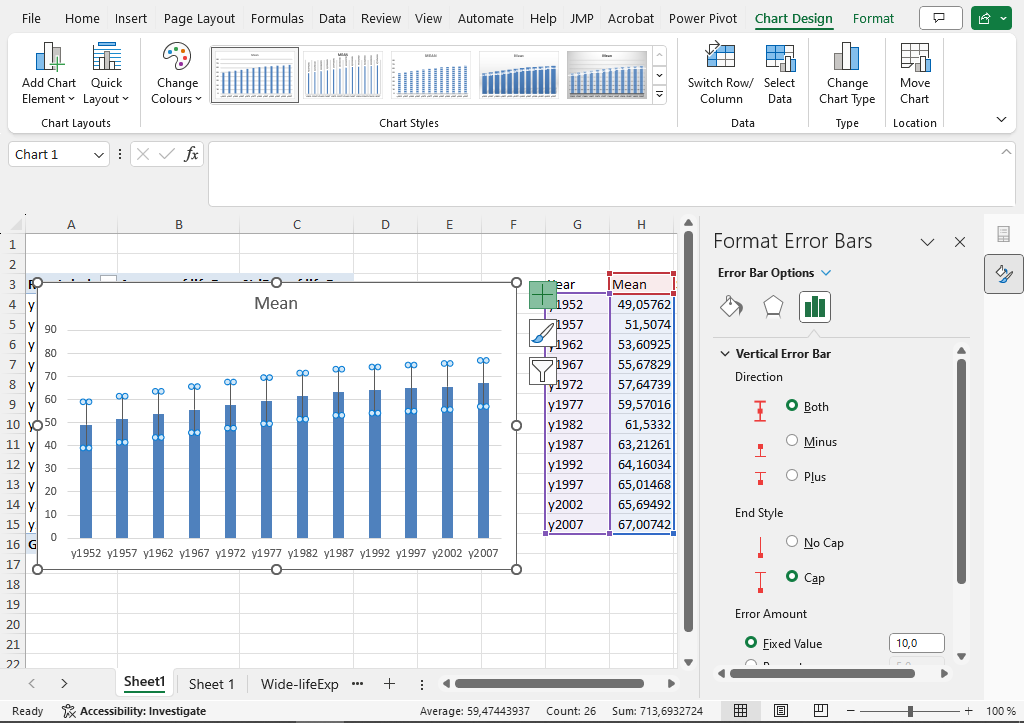 File Home Insert Page Layout Formulas Data Review View Automate Help JMP Acrobat Power Pivot Chart Design Format
Add Chart Element
Quick Layout
Change Colours
Switch Row/ Column
Select Data
Change Chart Type
Move Chart
Chart Layouts
Chart Styles
Data
Type
Location
Chart 1
fx
A B C D E F G H
1
2
3 Mean
4 y1952 49,05762
5 y1957 51,5074
6 y1962 53,60925
7 y1967 55,67829
8 y1972 57,64739
9 y1977 59,57016
10 y1982 61,5332
11 y1987 63,21261
12 y1992 64,16034
13 y1997 65,01468
14 y2002 65,69492
15 y2007 67,00742
16 G
17
18
19
20
21
22
Mean
90
80
70
60
50
40
30
20
10
0
y1952 y1957 y1962 y1967 y1972 y1977 y1982 y1987 y1992 y1997 y2002 y2007
Format Error Bars
Error Bar Options
Vertical Error Bar
Direction
Both
Minus
Plus
End Style
No Cap
Cap
Error Amount
Fixed Value 10,0
Sheet1 Sheet 1 Wide-lifeExp
Ready Accessibility: Investigate Average: 59,47443937 Count: 26 Sum: 713,6932724 100 %